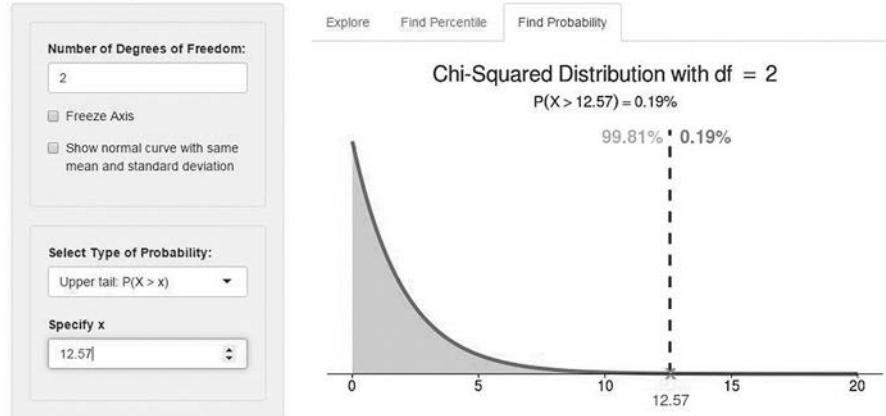 Number of Degrees of Freedom:
2
Freeze Axis
Show normal curve with same
mean and standard deviation
Select Type of Probability:
Upper tail: P(X > x)
Specify x
12.57
Explore Find Percentile Find Probability
Chi-Squared Distribution with df = 2
P(X > 12.57) = 0.19%
99.81% 0.19%
0 5 10 15 20
12.57